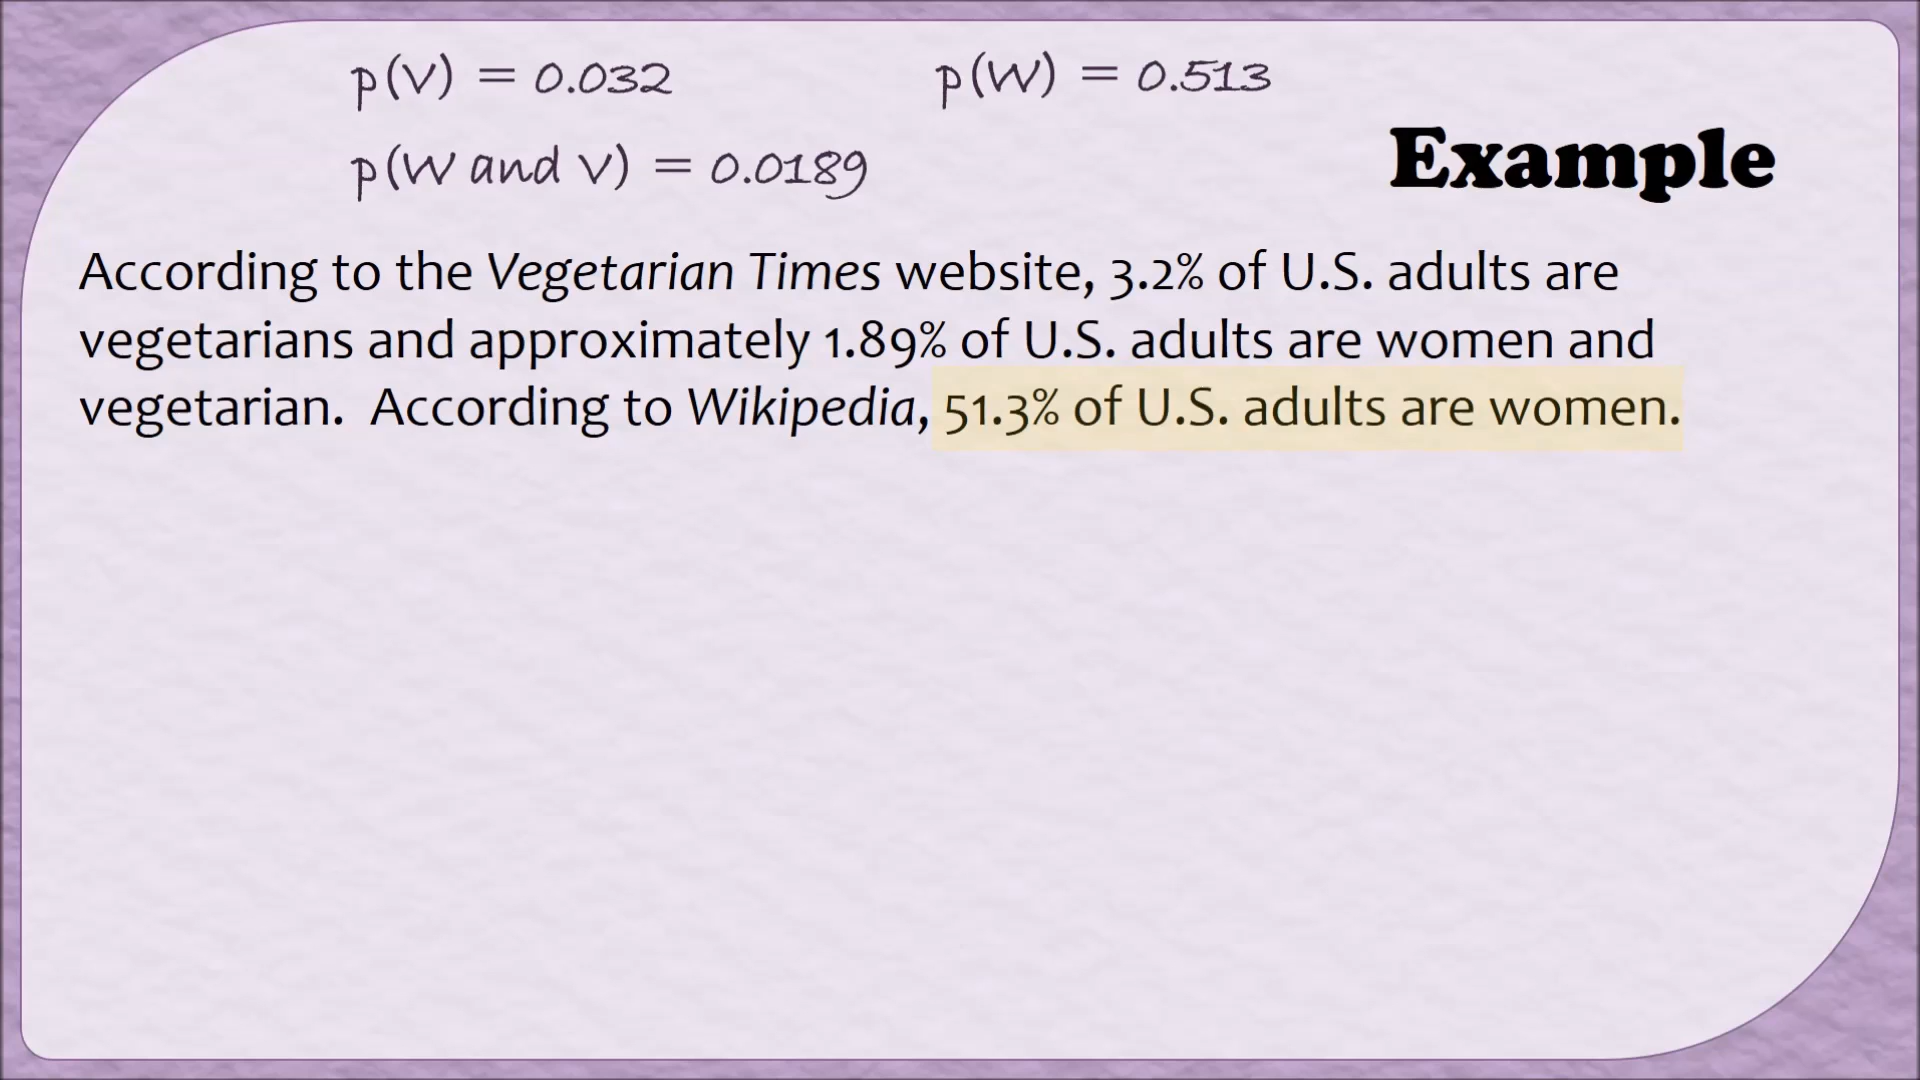 p(V) = 0.032 p(W) = 0.513
p(W and V) = 0.0189
Example
According to the Vegetarian Times website, 3.2% of U.S. adults are
vegetarians and approximately 1.89% of U.S. adults are women and
vegetarian. According to Wikipedia, 51.3% of U.S. adults are women.